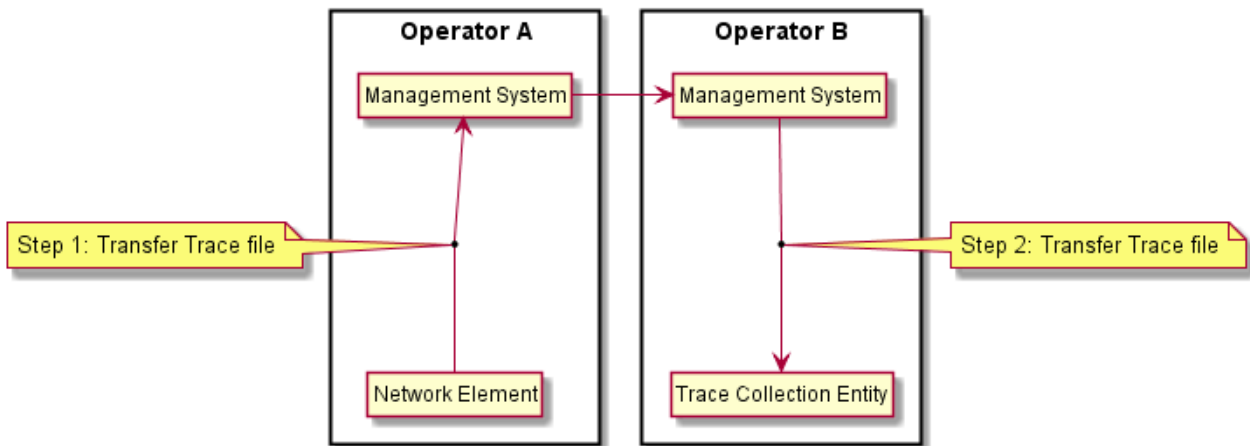 Operator A
Operator B
Management System
Management System
Step 1: Transfer Trace file
Step 2: Transfer Trace file
Network Element
Trace Collection Entity